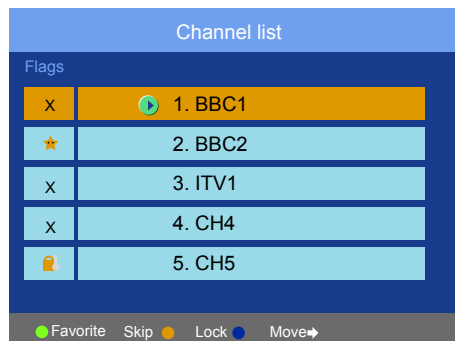 Channel list
Flags
x 1. BBC1
2. BBC2
x 3. ITV1
x 4. CH4
5. CH5
Favorite Skip Lock Move